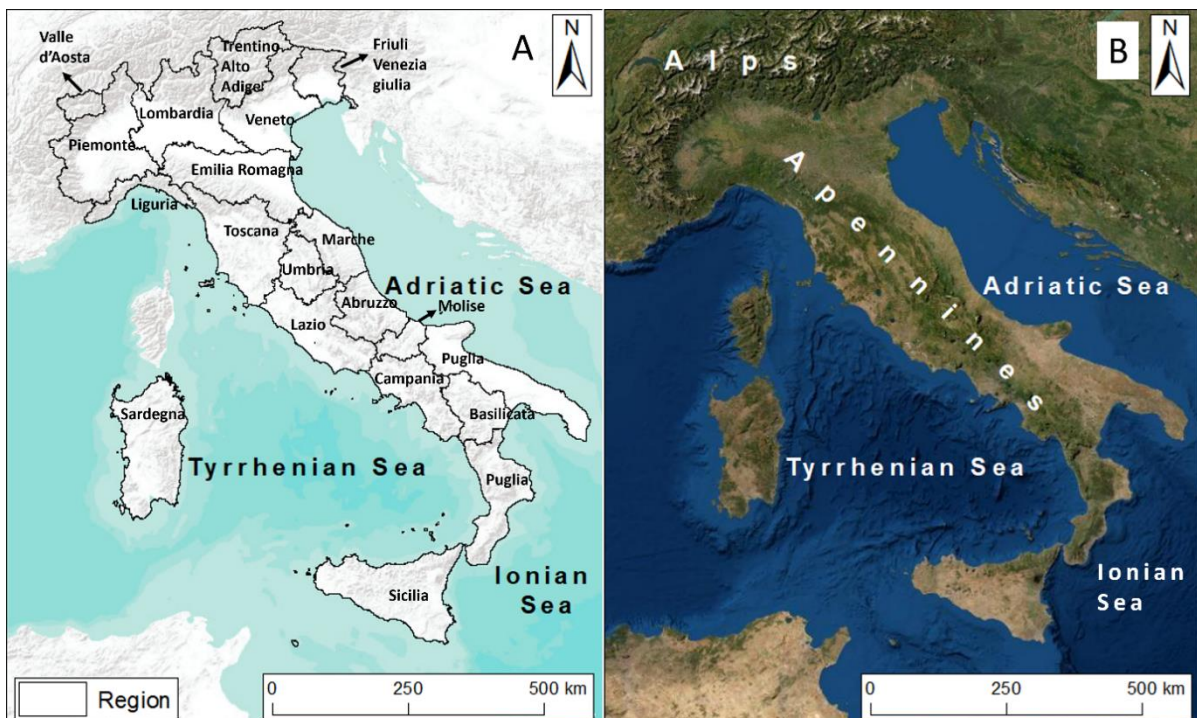 A
N
Valle
d'Aosta
Trentino
Alto
Adige
Friuli
Venezia
giulia
Lombardia
Veneto
Piemonte
Emilia Romagna
Liguria
Toscana
Marche
Umbria
Adriatic Sea
Abruzzo
Molise
Lazio
Puglia
Campania
Sardegna
Basilicata
Tyrrhenian Sea
Puglia
Ionian
Sea
Sicilia
Region
0 250 500 km
B
N
Alps
Apennines
Adriatic Sea
Tyrrhenian Sea
Ionian
Sea
0 250 500 km